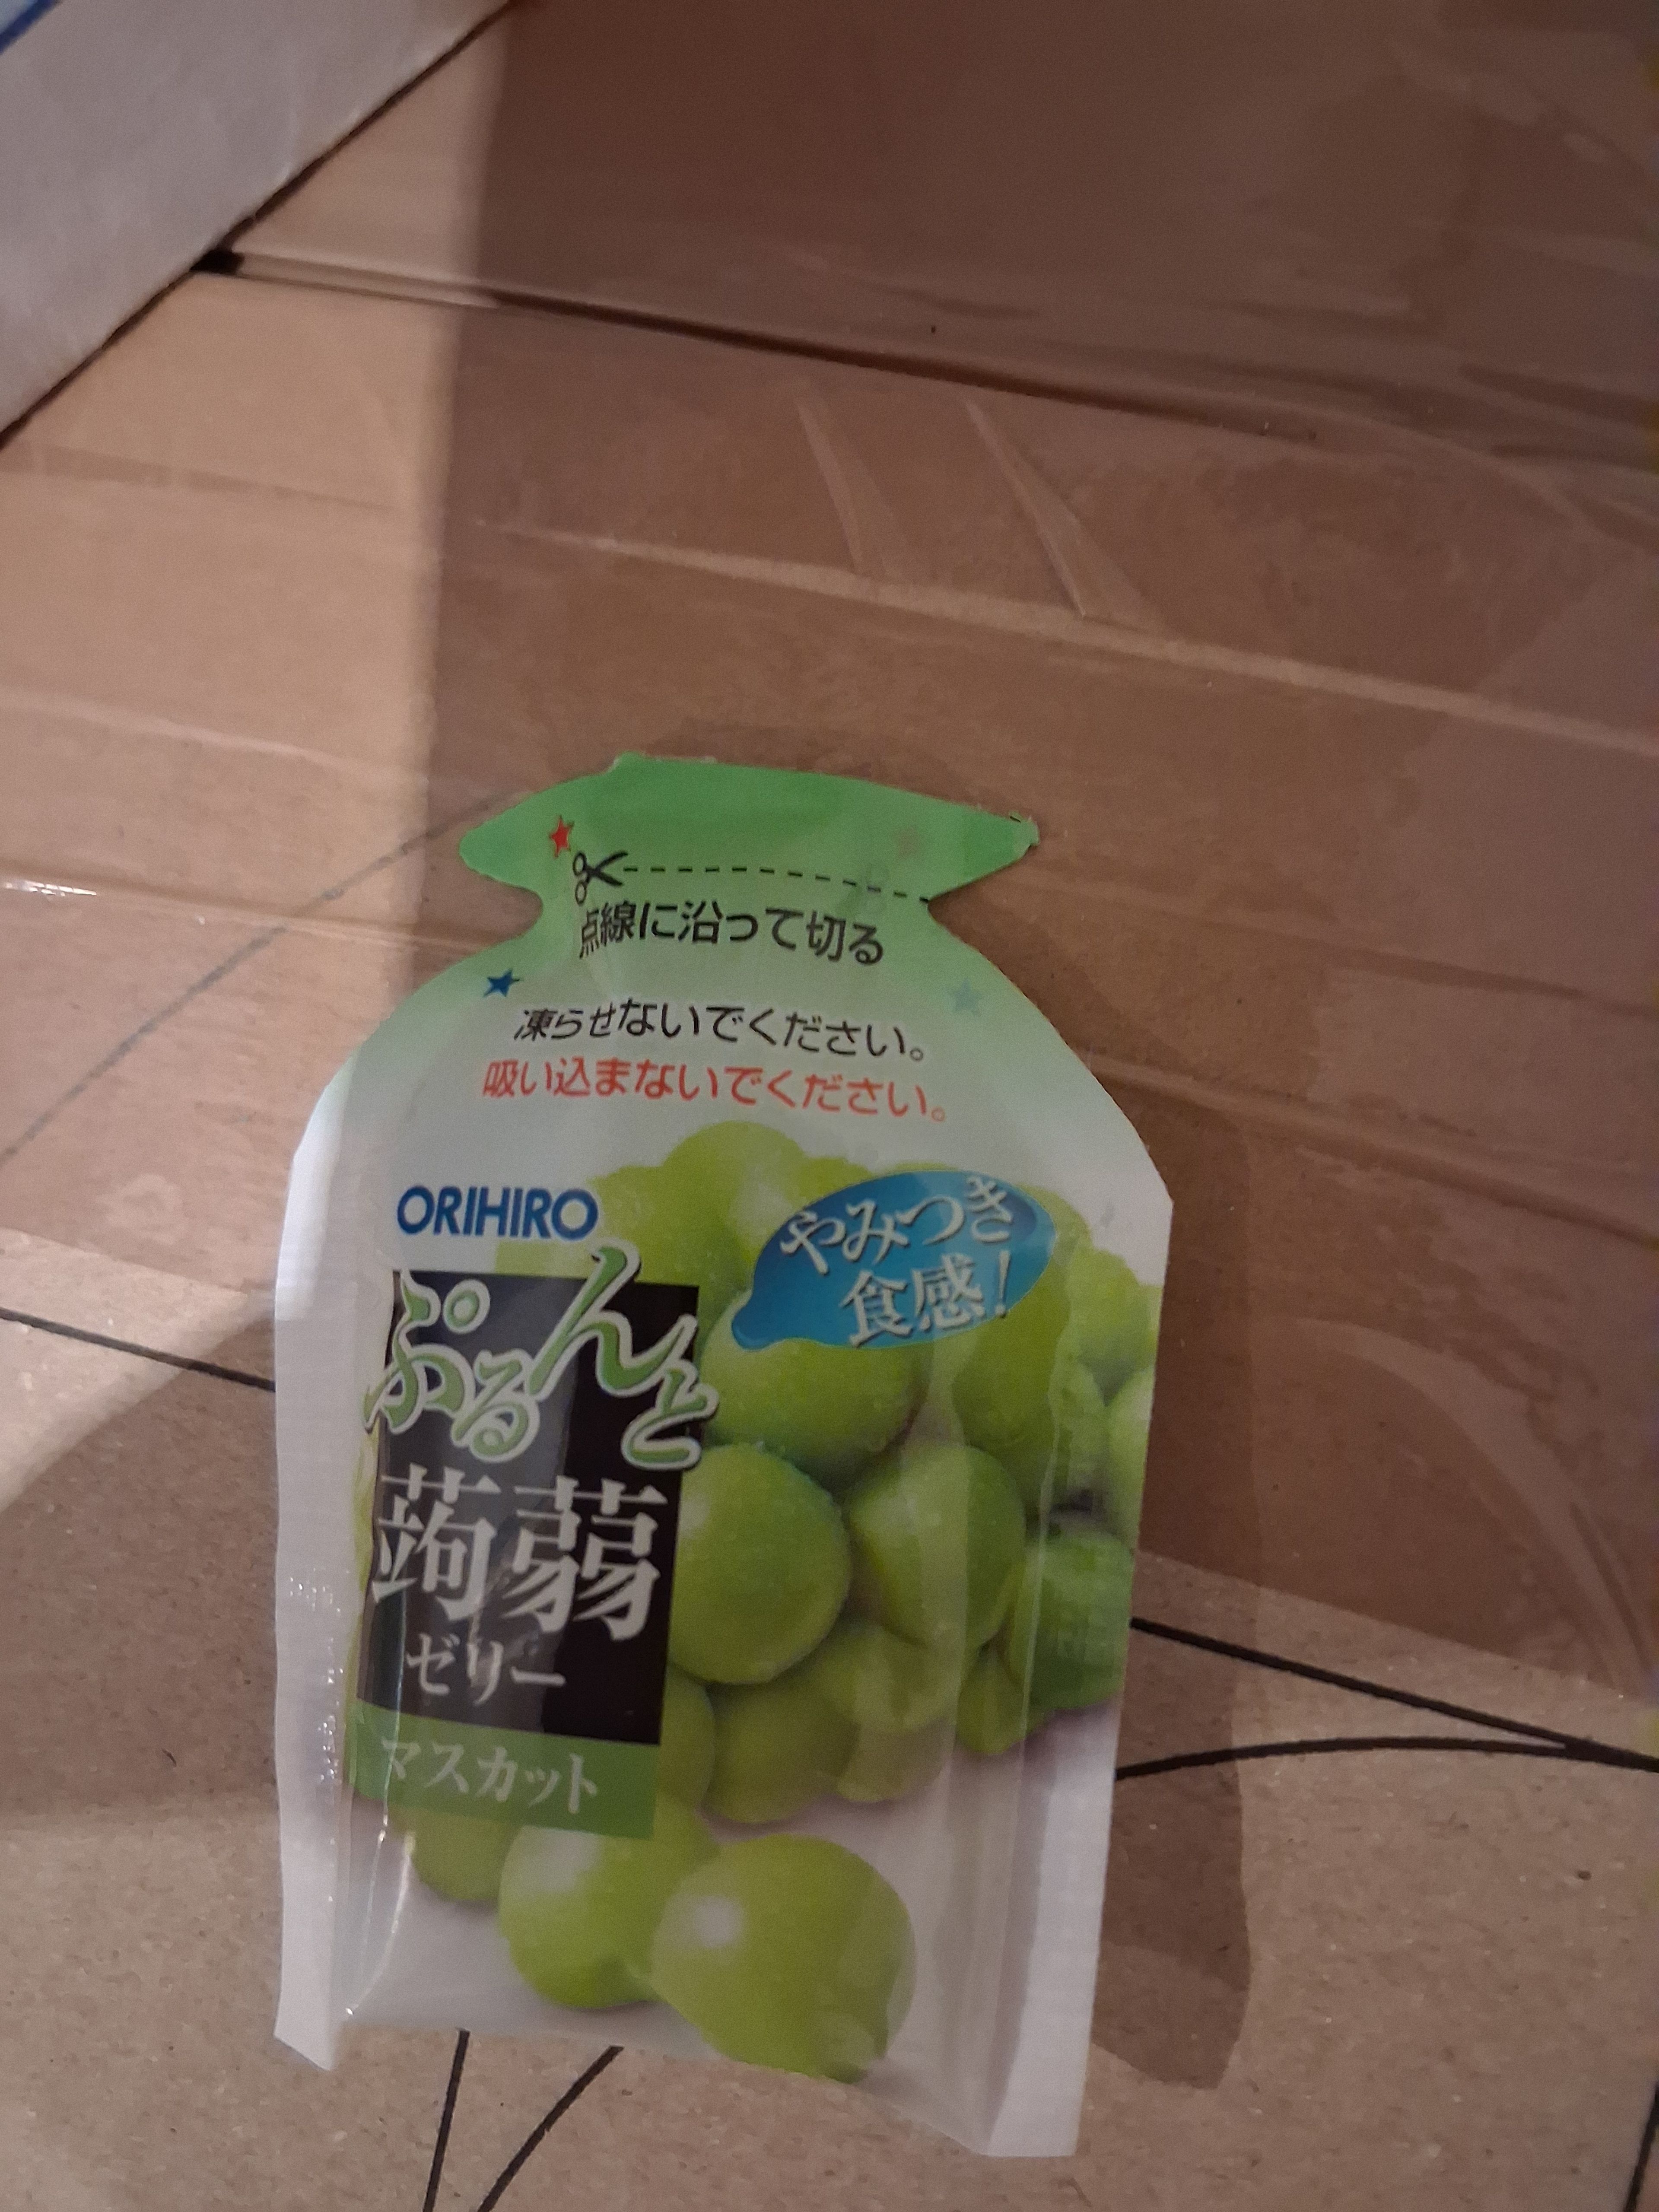 点線に沿って切る
凍らせないでください。
吸い込まないでください。
ORIHIRO
やみつき
食感!
ぷるんと
蒟蒻
ゼリー
マスカット